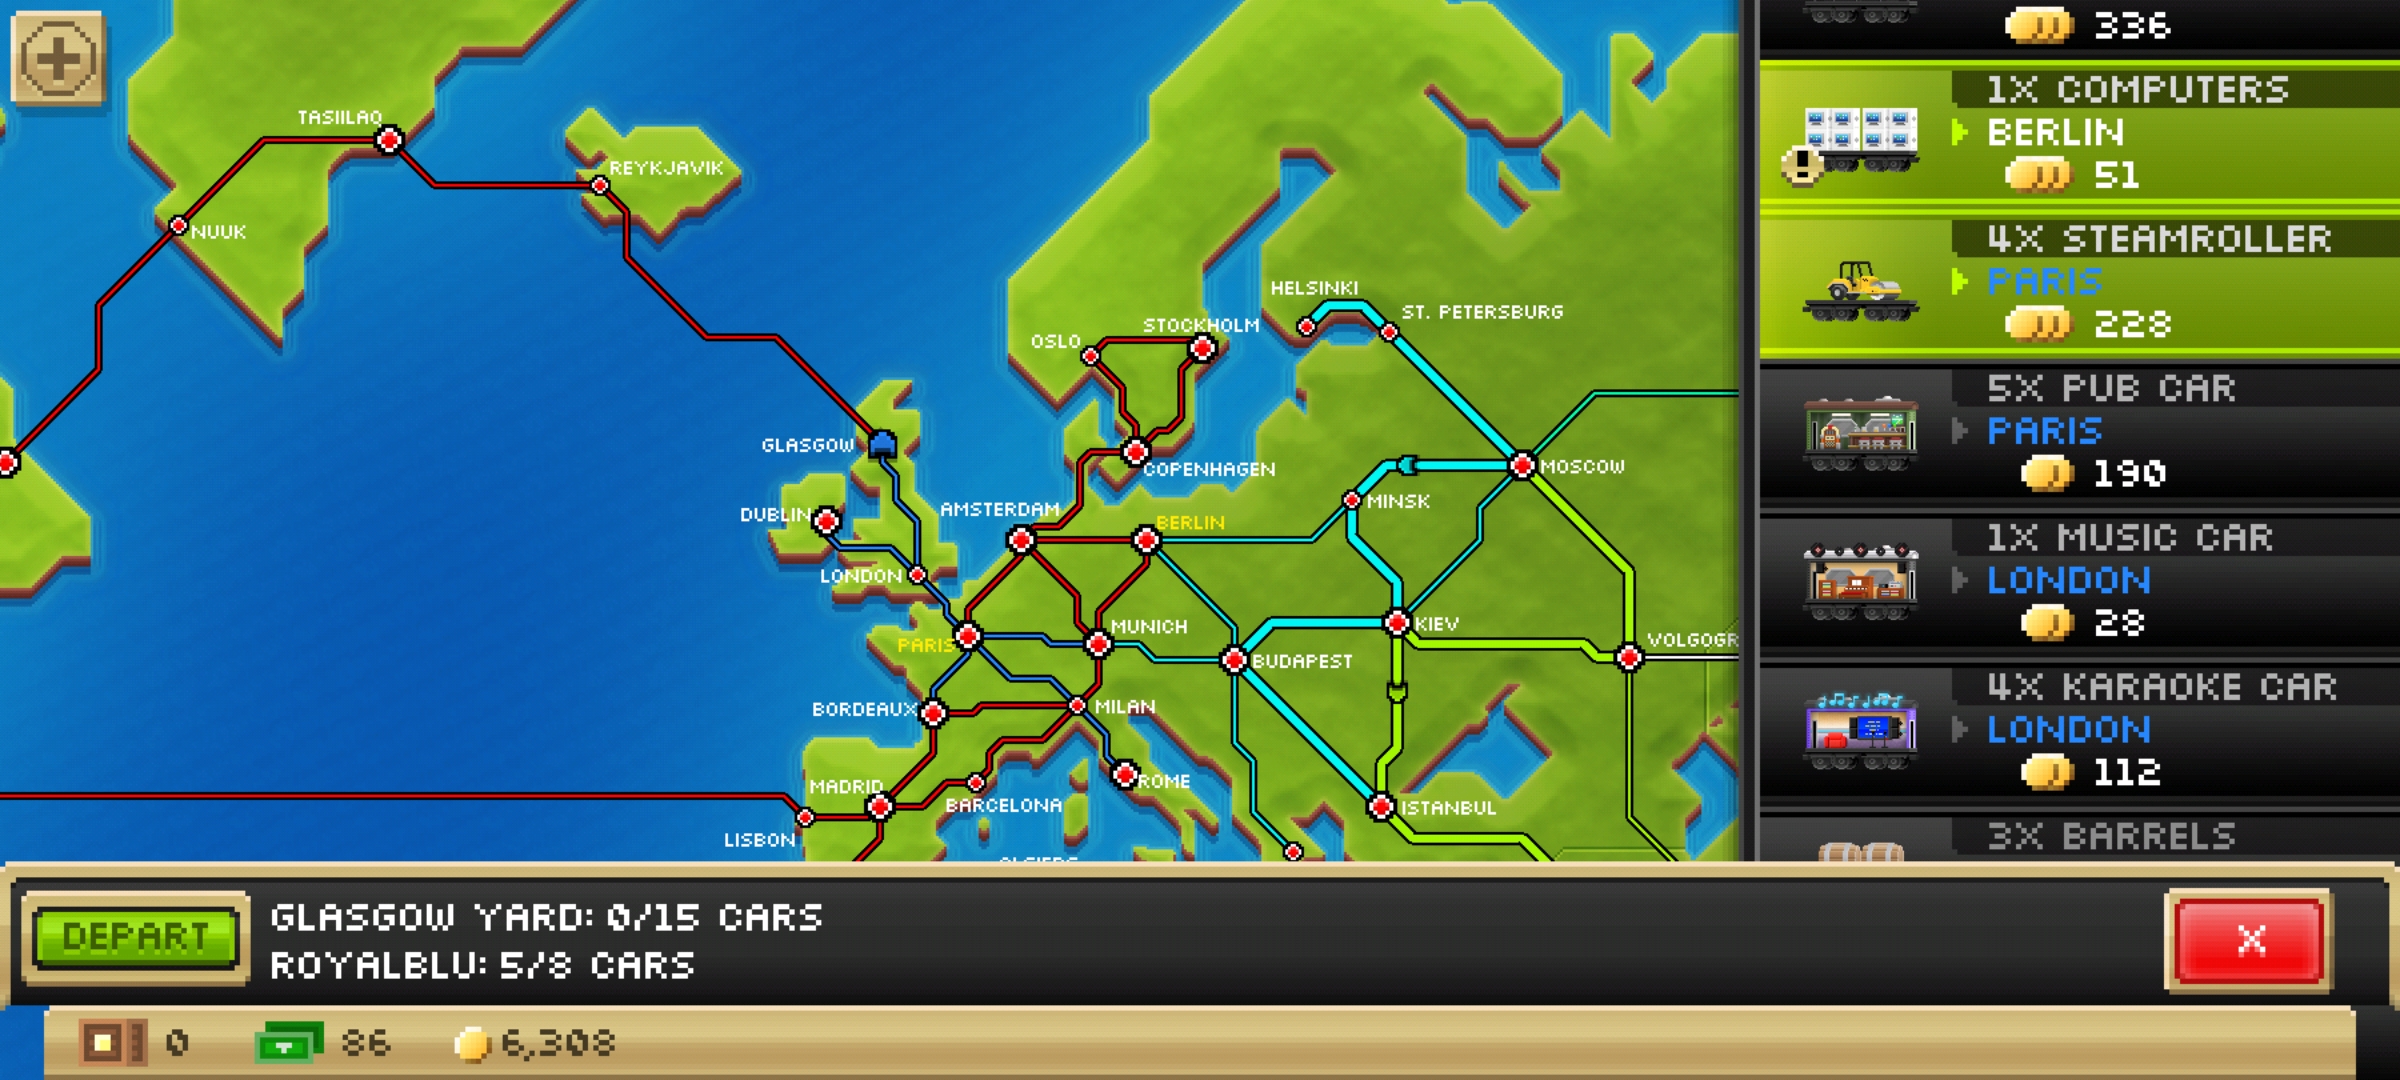 TASIILAQ
REYKJAVIK
NUUK
HELSINKI
ST. PETERSBURG
STOCKHOLM
OSLO
GLASGOW
COPENHAGEN
MOSCOW
MINSK
DUBLIN
AMSTERDAM
BERLIN
LONDON
PARIS
MUNICH
KIEV
VOLGOGR
BUDAPEST
BORDEAUX
MILAN
MADRID
ROME
BARCELONA
ISTANBUL
LISBON
336
1X COMPUTERS
BERLIN
51
4X STEAMROLLER
PARIS
228
5X PUB CAR
PARIS
190
1X MUSIC CAR
LONDON
28
4X KARAOKE CAR
LONDON
112
3X BARRELS
DEPART
GLASGOW YARD: 0/15 CARS
ROYALBLU: 5/8 CARS
X
0
86
6,308